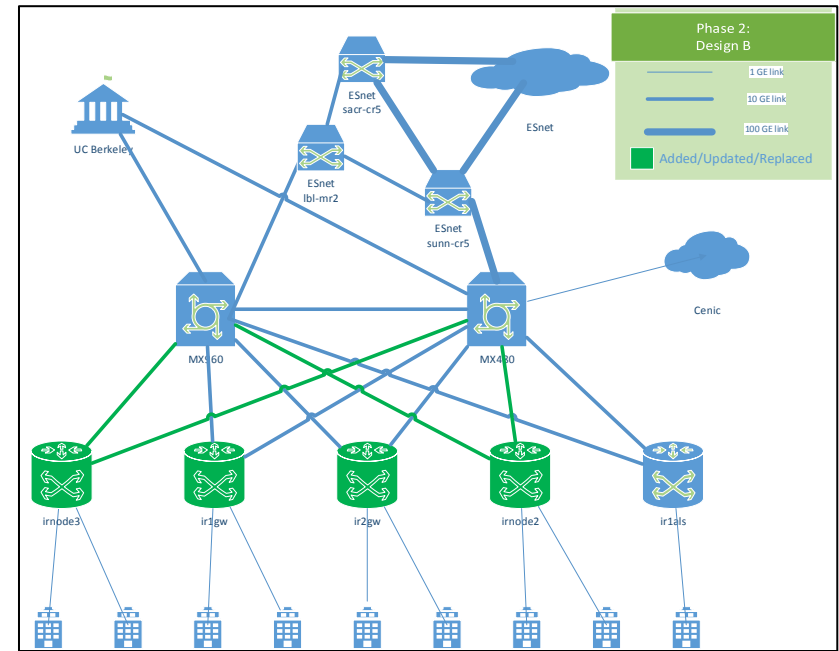 Phase 2:
Design B
1 GE link
10 GE link
100 GE link
Added/Updated/Replaced
ESnet
sacr-cr5
ESnet
UC Berkeley
ESnet
lbl-mr2
ESnet
sunn-cr5
Cenic
MX960
MX480
irnode3
ir1gw
ir2gw
irnode2
ir1als